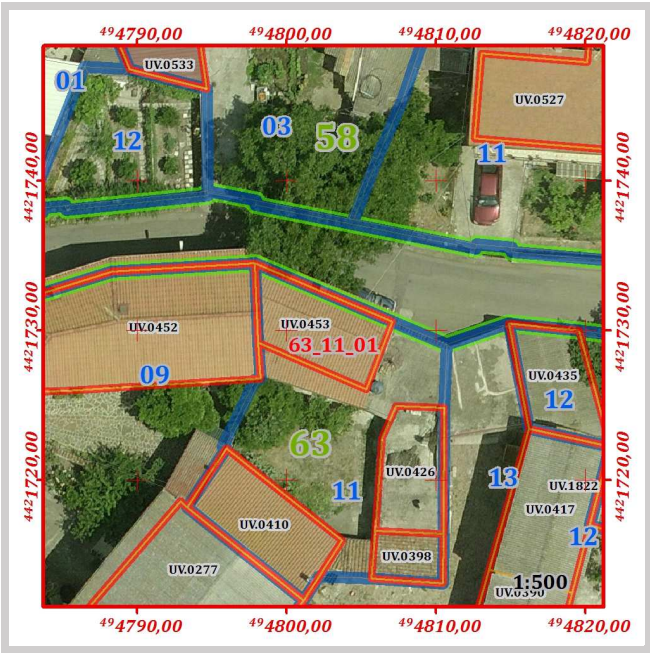 ⁴⁹4790,00 ⁴⁹4800,00 ⁴⁹4810,00 ⁴⁹4820,00
UV.0533
01
12
03
58
UV.0527
11
⁴⁴²1740,00
⁴⁴²1740,00
⁴⁴²1730,00
⁴⁴²1730,00
UV.0452
UV.0453
63_11_01
09
UV.0435
12
63
11
UV.0426
13
UV.1822
UV.0417
⁴⁴²1720,00
⁴⁴²1720,00
UV.0410
12
UV.0398
UV.0277
1:500
UV.0390
⁴⁹4790,00 ⁴⁹4800,00 ⁴⁹4810,00 ⁴⁹4820,00